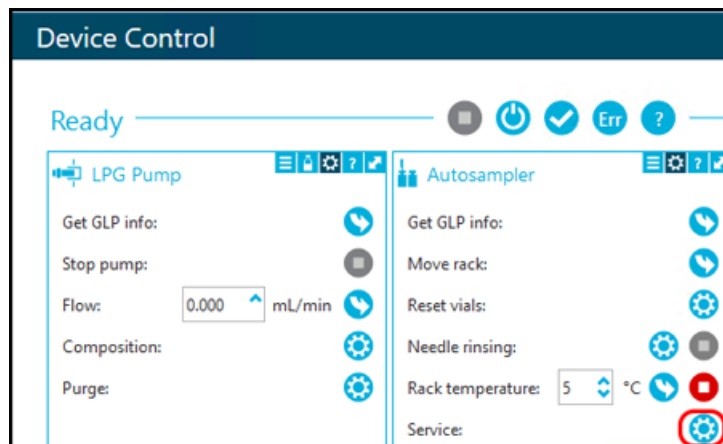 Device Control
Ready
Err ?
LPG Pump
?
Get GLP info:
Stop pump:
Flow: 0.000 mL/min
Composition:
Purge:
Autosampler
?
Get GLP info:
Move rack:
Reset vials:
Needle rinsing:
Rack temperature: 5 °C
Service: